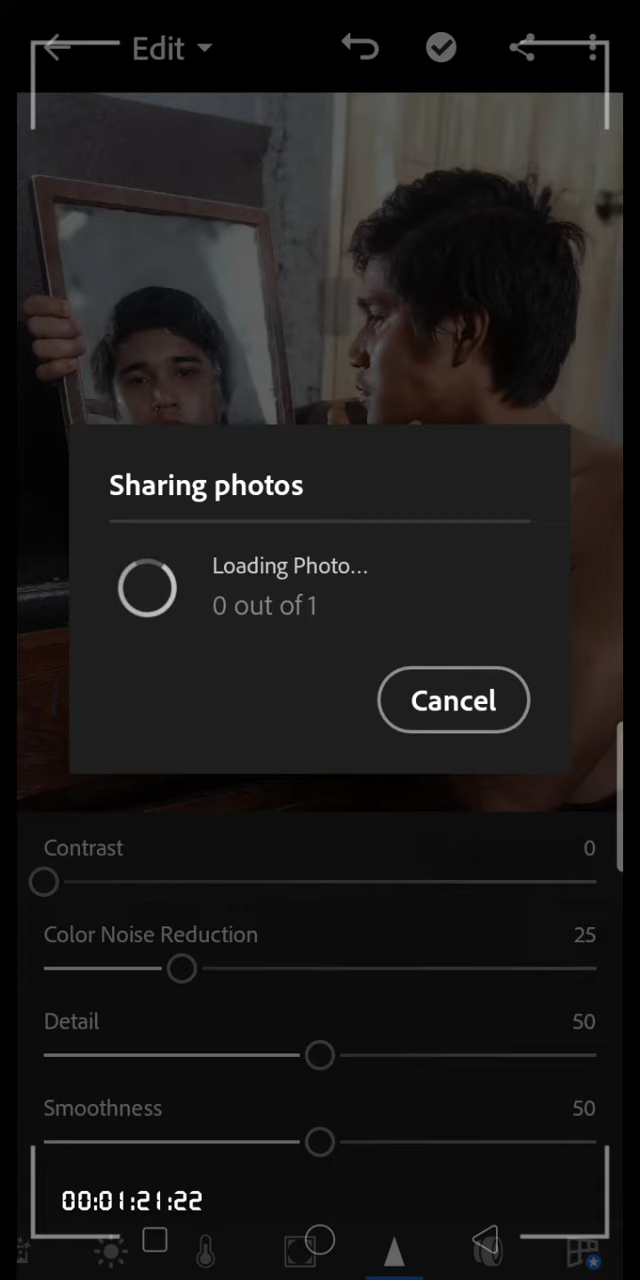 Edit
Sharing photos
Loading Photo...
0 out of 1
Cancel
Contrast 0
Color Noise Reduction 25
Detail 50
Smoothness 50
00:01:21:22